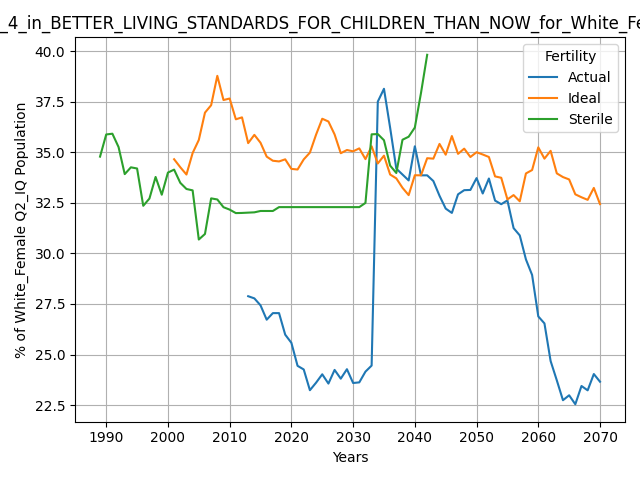 _4_in_BETTER_LIVING_STANDARDS_FOR_CHILDREN_THAN_NOW_for_White_Fe
40.0
37.5
35.0
32.5
30.0
27.5
25.0
22.5
% of White_Female Q2_IQ Population
1990 2000 2010 2020 2030 2040 2050 2060 2070
Years
Fertility
Actual
Ideal
Sterile